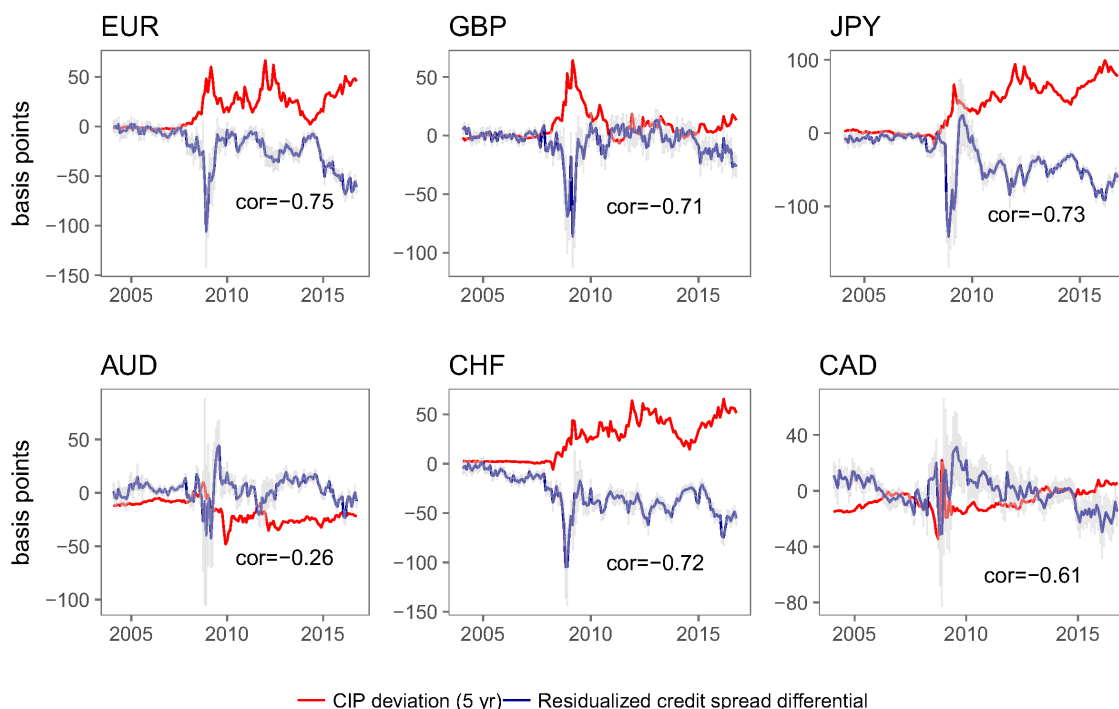 EUR
GBP
JPY
basis points
50
0
−50
−100
−150
cor=−0.75
2005
2010
2015
50
0
−50
−100
cor=−0.71
2005
2010
2015
100
0
−100
cor=−0.73
2005
2010
2015
AUD
CHF
CAD
basis points
50
0
−50
−100
cor=−0.26
2005
2010
2015
50
0
−50
−100
−150
cor=−0.72
2005
2010
2015
40
0
−40
−80
cor=−0.61
2005
2010
2015
CIP deviation (5 yr) Residualized credit spread differential